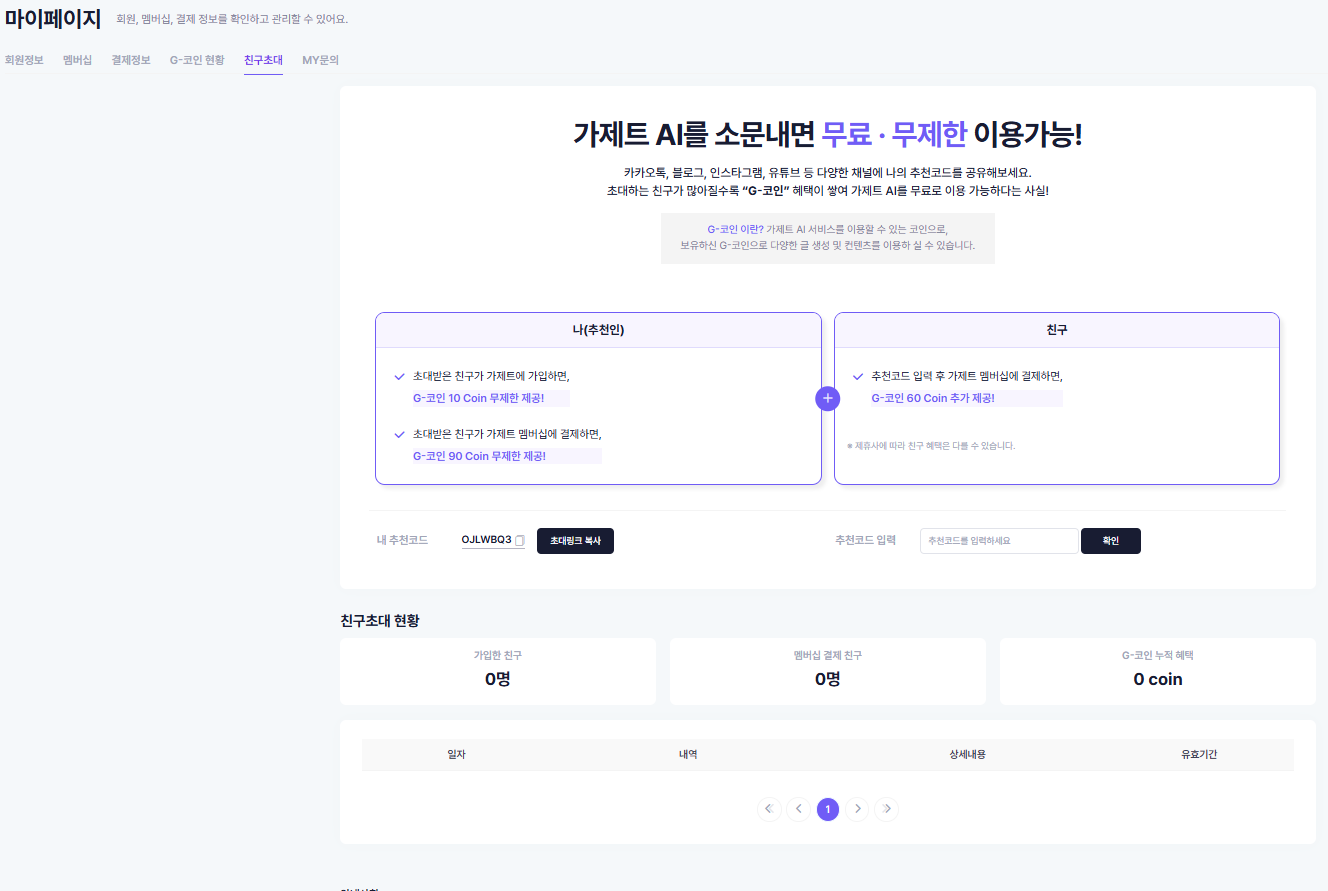 마이페이지 회원, 멤버십, 결제 정보를 확인하고 관리할 수 있어요.
회원정보 멤버십 결제정보 G-코인 현황 친구초대 MY문의
가제트 AI를 소문내면 무료 · 무제한 이용가능!
카카오톡, 블로그, 인스타그램, 유튜브 등 다양한 채널에 나의 추천코드를 공유해보세요.
초대하는 친구가 많아질수록 “G-코인” 혜택이 쌓여 가제트 AI를 무료로 이용 가능하다는 사실!
G-코인 이란? 가제트 AI 서비스를 이용할 수 있는 코인으로,
보유하신 G-코인으로 다양한 글 생성 및 컨텐츠를 이용하 실 수 있습니다.
나(추천인)
초대받은 친구가 가제트에 가입하면,
G-코인 10 Coin 무제한 제공!
초대받은 친구가 가제트 멤버십에 결제하면,
G-코인 90 Coin 무제한 제공!
친구
추천코드 입력 후 가제트 멤버십에 결제하면,
G-코인 60 Coin 추가 제공!
※ 제휴사에 따라 친구 혜택은 다를 수 있습니다.
내 추천코드 OJLWBQ3 초대링크 복사
추천코드 입력 추천코드를 입력하세요 확인
친구초대 현황
가입한 친구
0명
멤버십 결제 친구
0명
G-코인 누적 혜택
0 coin
일자 내역 상세내용 유효기간
1